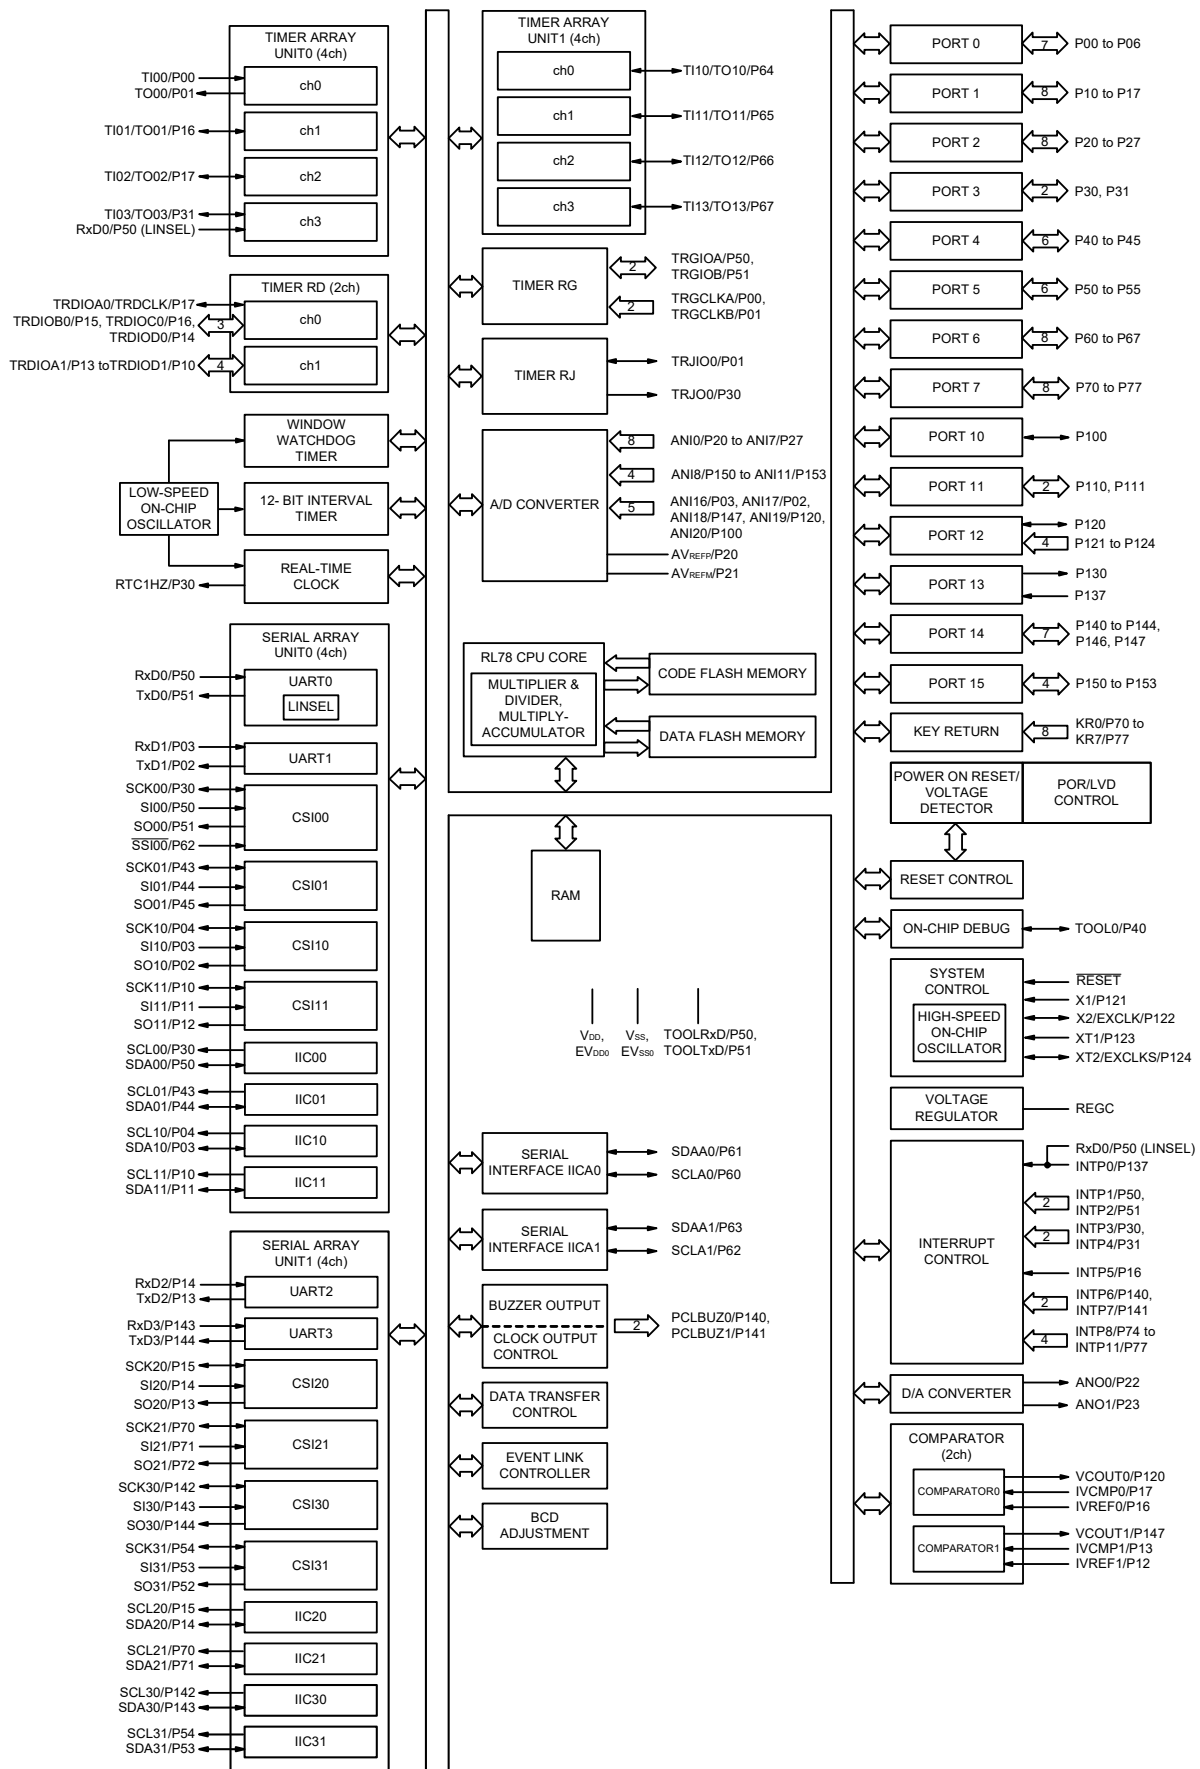 TIMER ARRAY
UNIT0 (4ch)
TI00/P00
TO00/P01
ch0
TI01/TO01/P16
ch1
TI02/TO02/P17
ch2
TI03/TO03/P31
RxD0/P50 (LINSEL)
ch3
TIMER RD (2ch)
TRDIOA0/TRDCLK/P17
ch0
TRDIOB0/P15, TRDIOC0/P16,
TRDIOD0/P14
3
TRDIOA1/P13 toTRDIOD1/P10
4
ch1
WINDOW
WATCHDOG
TIMER
LOW-SPEED
ON-CHIP
OSCILLATOR
12- BIT INTERVAL
TIMER
REAL-TIME
CLOCK
RTC1HZ/P30
SERIAL ARRAY
UNIT0 (4ch)
RxD0/P50
TxD0/P51
UART0
LINSEL
RxD1/P03
TxD1/P02
UART1
SCK00/P30
SI00/P50
SO00/P51
SSI00/P62
CSI00
SCK01/P43
SI01/P44
SO01/P45
CSI01
SCK10/P04
SI10/P03
SO10/P02
CSI10
SCK11/P10
SI11/P11
SO11/P12
CSI11
SCL00/P30
SDA00/P50
IIC00
SCL01/P43
SDA01/P44
IIC01
SCL10/P04
SDA10/P03
IIC10
SCL11/P10
SDA11/P11
IIC11
SERIAL ARRAY
UNIT1 (4ch)
RxD2/P14
TxD2/P13
UART2
RxD3/P143
TxD3/P144
UART3
SCK20/P15
SI20/P14
SO20/P13
CSI20
SCK21/P70
SI21/P71
SO21/P72
CSI21
SCK30/P142
SI30/P143
SO30/P144
CSI30
SCK31/P54
SI31/P53
SO31/P52
CSI31
SCL20/P15
SDA20/P14
IIC20
SCL21/P70
SDA21/P71
IIC21
SCL30/P142
SDA30/P143
IIC30
SCL31/P54
SDA31/P53
IIC31
TIMER ARRAY
UNIT1 (4ch)
ch0
TI10/TO10/P64
ch1
TI11/TO11/P65
ch2
TI12/TO12/P66
ch3
TI13/TO13/P67
TIMER RG
2
TRGIOA/P50,
TRGIOB/P51
2
TRGCLKA/P00,
TRGCLKB/P01
TIMER RJ
TRJIO0/P01
TRJO0/P30
A/D CONVERTER
8
ANI0/P20 to ANI7/P27
4
ANI8/P150 to ANI11/P153
5
ANI16/P03, ANI17/P02,
ANI18/P147, ANI19/P120,
ANI20/P100
AVREFP/P20
AVREFM/P21
RL78 CPU CORE
MULTIPLIER &
DIVIDER,
MULTIPLY-
ACCUMULATOR
CODE FLASH MEMORY
DATA FLASH MEMORY
RAM
VDD,
EVDD0
VSS,
EVSS0
TOOLRxD/P50,
TOOLTxD/P51
SERIAL
INTERFACE IICA0
SDAA0/P61
SCLA0/P60
SERIAL
INTERFACE IICA1
SDAA1/P63
SCLA1/P62
BUZZER OUTPUT
CLOCK OUTPUT
CONTROL
2
PCLBUZ0/P140,
PCLBUZ1/P141
DATA TRANSFER
CONTROL
EVENT LINK
CONTROLLER
BCD
ADJUSTMENT
PORT 0
7
P00 to P06
PORT 1
8
P10 to P17
PORT 2
8
P20 to P27
PORT 3
2
P30, P31
PORT 4
6
P40 to P45
PORT 5
6
P50 to P55
PORT 6
8
P60 to P67
PORT 7
8
P70 to P77
PORT 10
P100
PORT 11
2
P110, P111
PORT 12
P120
4
P121 to P124
PORT 13
P130
P137
PORT 14
7
P140 to P144,
P146, P147
PORT 15
4
P150 to P153
KEY RETURN
8
KR0/P70 to
KR7/P77
POWER ON RESET/
VOLTAGE
DETECTOR
POR/LVD
CONTROL
RESET CONTROL
ON-CHIP DEBUG
TOOL0/P40
SYSTEM
CONTROL
HIGH-SPEED
ON-CHIP
OSCILLATOR
RESET
X1/P121
X2/EXCLK/P122
XT1/P123
XT2/EXCLKS/P124
VOLTAGE
REGULATOR
REGC
INTERRUPT
CONTROL
RxD0/P50 (LINSEL)
INTP0/P137
2
INTP1/P50,
INTP2/P51
2
INTP3/P30,
INTP4/P31
INTP5/P16
2
INTP6/P140,
INTP7/P141
4
INTP8/P74 to
INTP11/P77
D/A CONVERTER
ANO0/P22
ANO1/P23
COMPARATOR
(2ch)
COMPARATOR0
VCOUT0/P120
IVCMP0/P17
IVREF0/P16
COMPARATOR1
VCOUT1/P147
IVCMP1/P13
IVREF1/P12